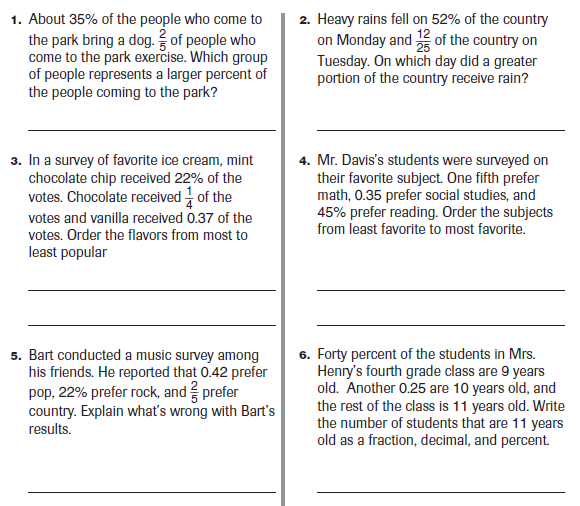 1. About 35% of the people who come to
the park bring a dog. 2/5 of people who
come to the park exercise. Which group
of people represents a larger percent of
the people coming to the park?
2. Heavy rains fell on 52% of the country
on Monday and 12/25 of the country on
Tuesday. On which day did a greater
portion of the country receive rain?
3. In a survey of favorite ice cream, mint
chocolate chip received 22% of the
votes. Chocolate received 1/4 of the
votes and vanilla received 0.37 of the
votes. Order the flavors from most to
least popular
4. Mr. Davis's students were surveyed on
their favorite subject. One fifth prefer
math, 0.35 prefer social studies, and
45% prefer reading. Order the subjects
from least favorite to most favorite.
5. Bart conducted a music survey among
his friends. He reported that 0.42 prefer
pop, 22% prefer rock, and 2/5 prefer
country. Explain what's wrong with Bart's
results.
6. Forty percent of the students in Mrs.
Henry's fourth grade class are 9 years
old. Another 0.25 are 10 years old, and
the rest of the class is 11 years old. Write
the number of students that are 11 years
old as a fraction, decimal, and percent.